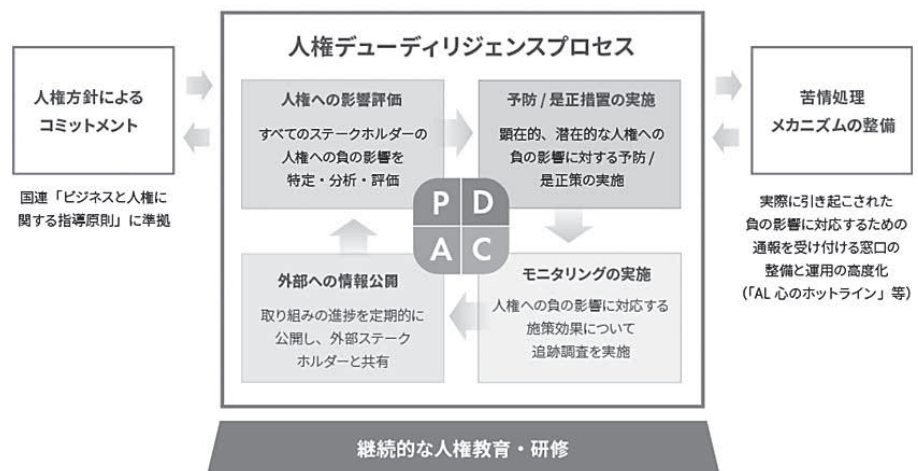 人権デューディリジェンスプロセス
人権方針による
コミットメント
国連「ビジネスと人権に
関する指導原則」に準拠
人権への影響評価
すべてのステークホルダーの
人権への負の影響を
特定・分析・評価
予防 / 是正措置の実施
顕在的、潜在的な人権への
負の影響に対する予防 /
是正策の実施
P D
A C
外部への情報公開
取り組みの進捗を定期的に
公開し、外部ステーク
ホルダーと共有
モニタリングの実施
人権への負の影響に対応する
施策効果について
追跡調査を実施
苦情処理
メカニズムの整備
実際に引き起こされた
負の影響に対応するための
通報を受け付ける窓口の
整備と運用の高度化
(「AL 心のホットライン」等)
継続的な人権教育・研修